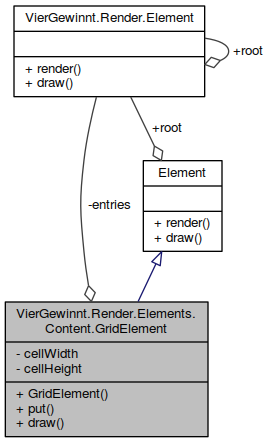 VierGewinnt.Render.Element
+ render()
+ draw()
+root
+root
-entries
Element
+ render()
+ draw()
VierGewinnt.Render.Elements.
Content.GridElement
- cellWidth
- cellHeight
+ GridElement()
+ put()
+ draw()